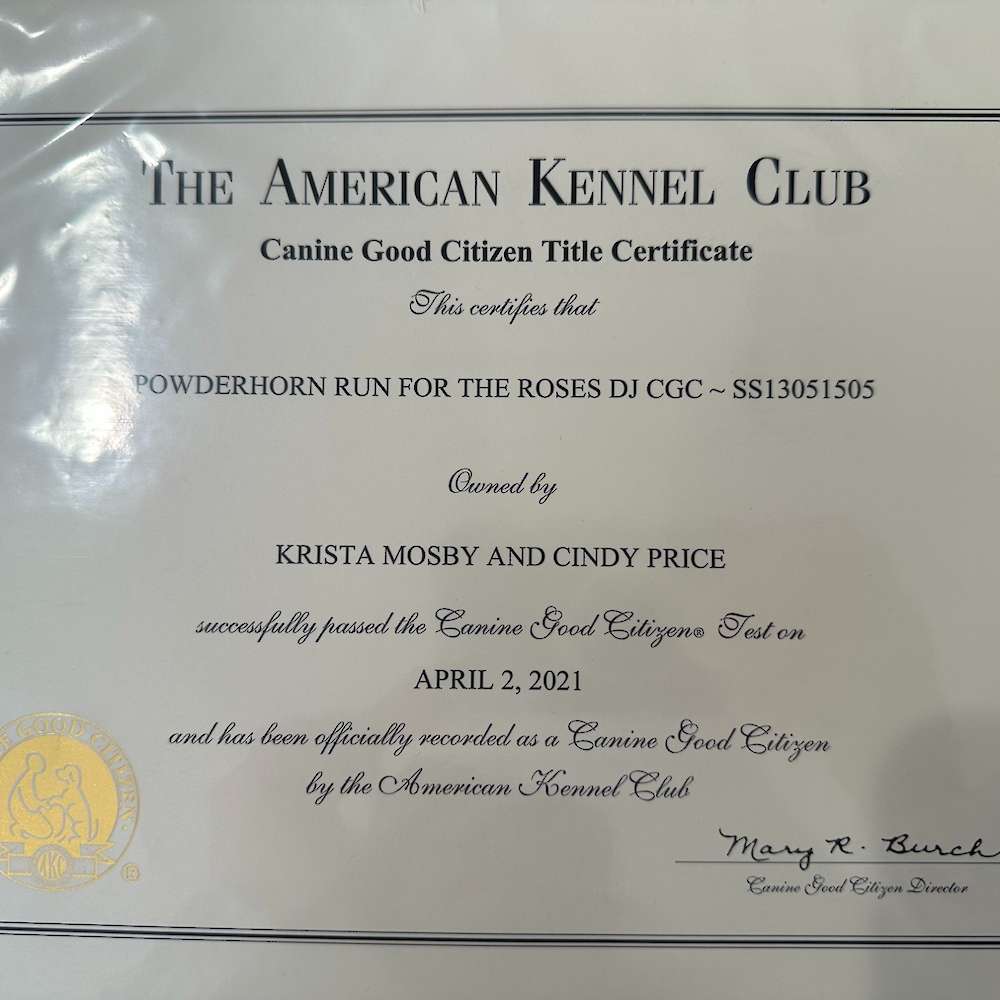 THE AMERICAN KENNEL CLUB
Canine Good Citizen Title Certificate
This certifies that
POWDERHORN RUN FOR THE ROSES DJ CGC ~ SS13051505
Owned by
KRISTA MOSBY AND CINDY PRICE
successfully passed the Canine Good Citizen® Test on
APRIL 2, 2021
and has been officially recorded as a Canine Good Citizen
by the American Kennel Club
GOOD CITIZEN
AKC
®
Mary R. Burch
Canine Good Citizen Director